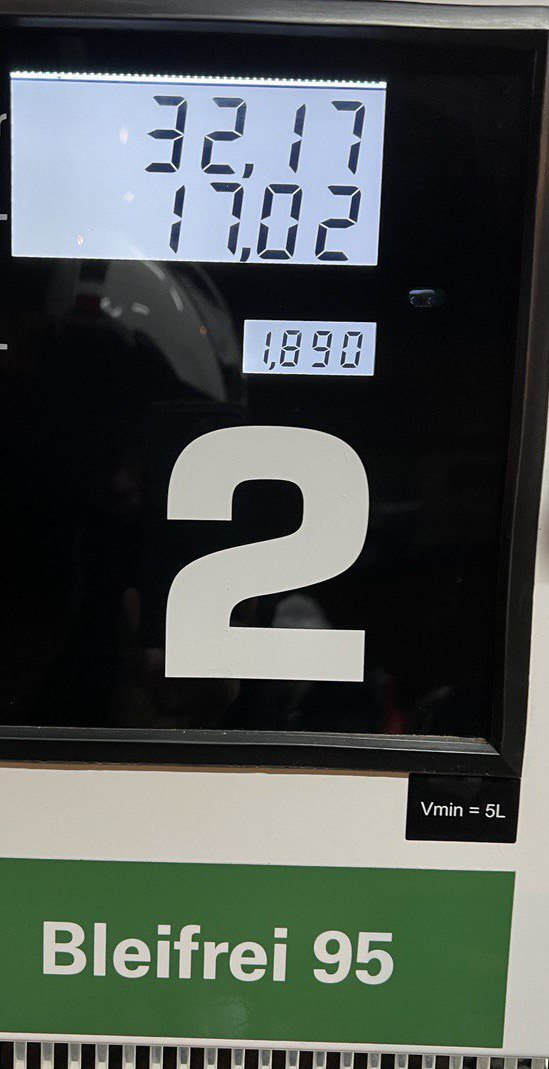 32,17
17,02
1,890
2
Vmin = 5L
Bleifrei 95